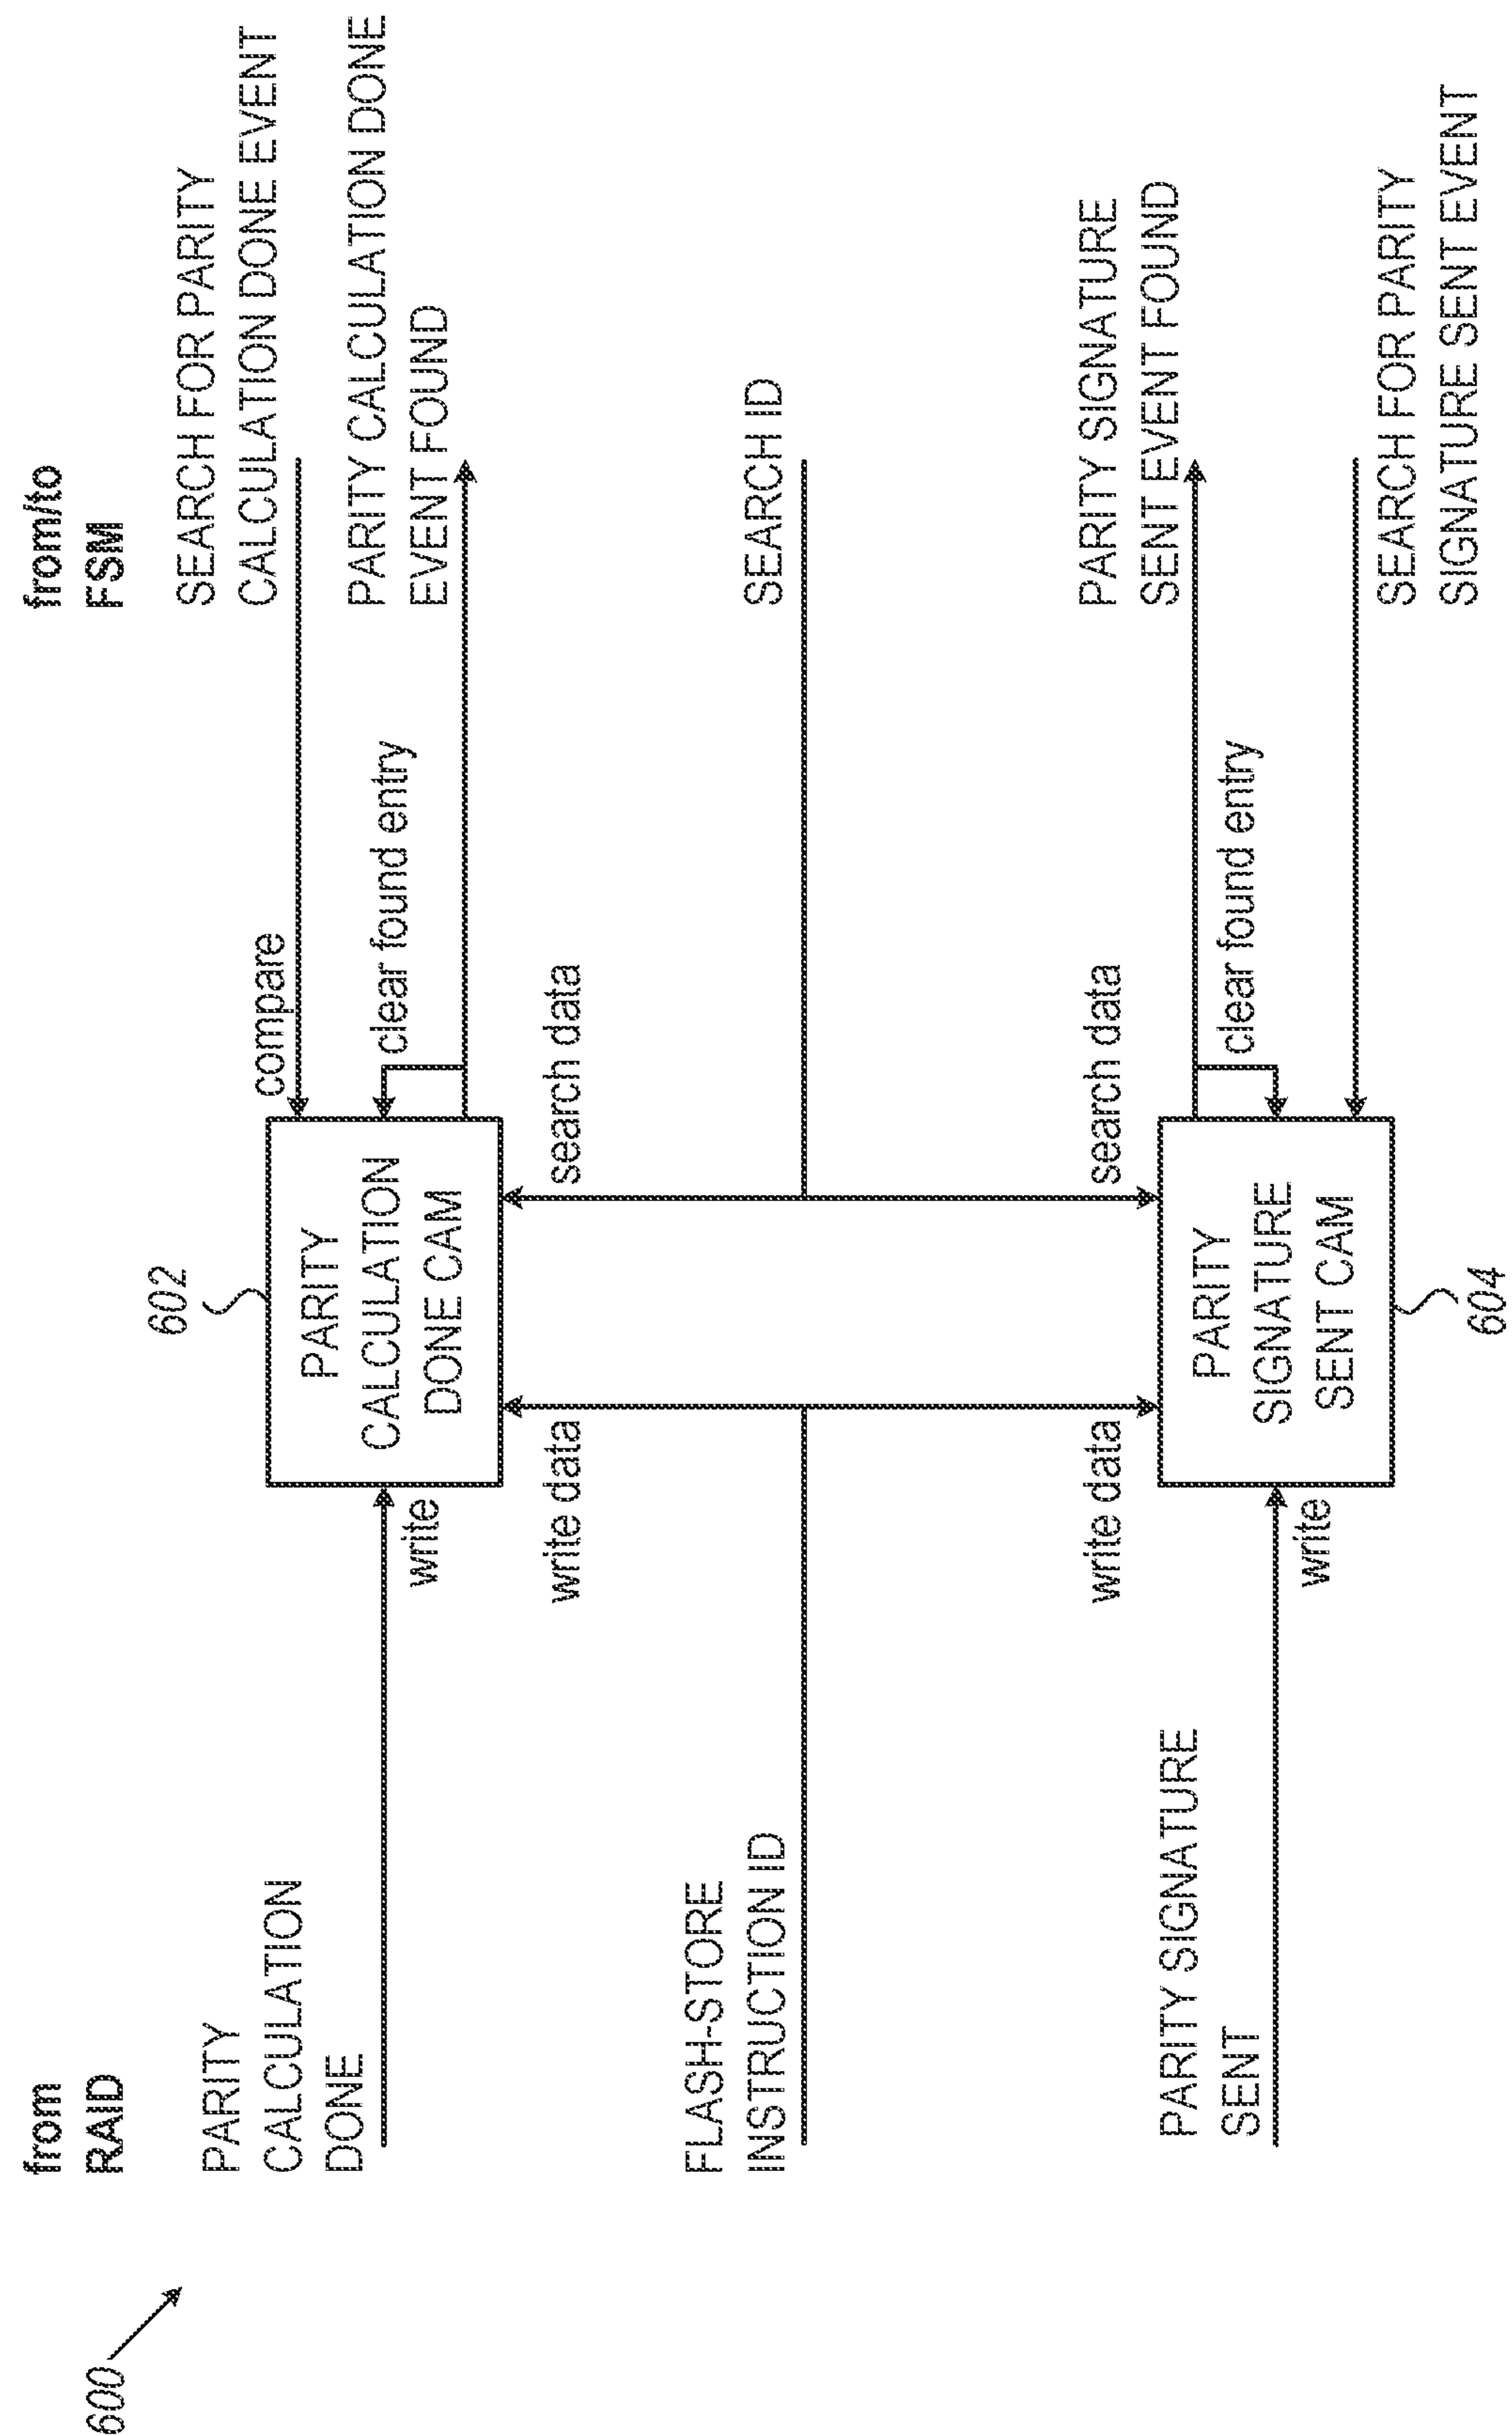 600
from
RAID
from/to
FSM
PARITY
CALCULATION
DONE
write
602
PARITY
CALCULATION
DONE CAM
compare
SEARCH FOR PARITY
CALCULATION DONE EVENT
clear found entry
PARITY CALCULATION DONE
EVENT FOUND
write data
search data
FLASH-STORE
INSTRUCTION ID
SEARCH ID
write data
search data
PARITY SIGNATURE
SENT
write
PARITY
SIGNATURE
SENT CAM
604
PARITY SIGNATURE
SENT EVENT FOUND
clear found entry
SEARCH FOR PARITY
SIGNATURE SENT EVENT